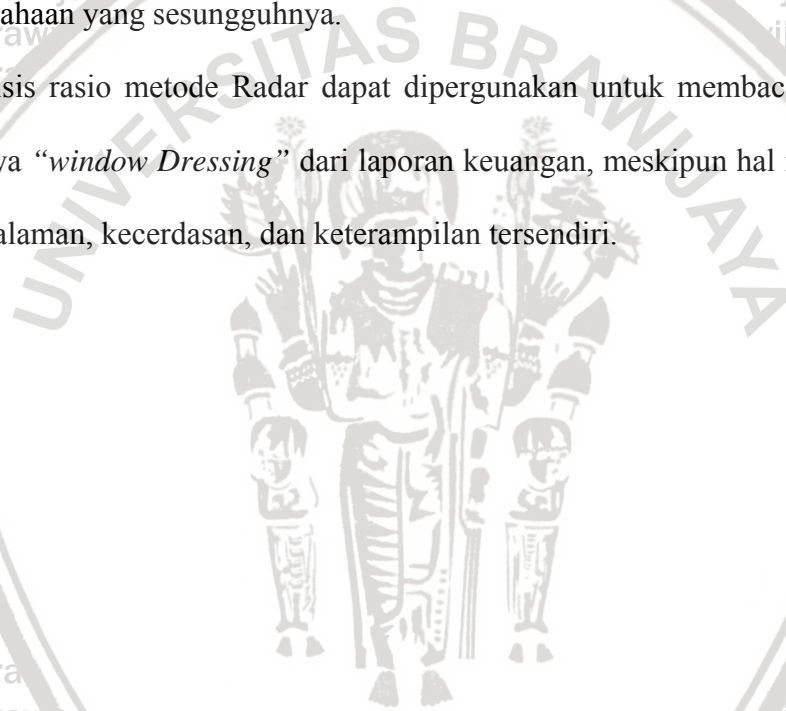 ahaan yang sesungguhnya.
sis rasio metode Radar dapat dipergunakan untuk membac
ya “window Dressing” dari laporan keuangan, meskipun hal
alaman, kecerdasan, dan keterampilan tersendiri.
UNIVERSITAS BRAWIJAYA